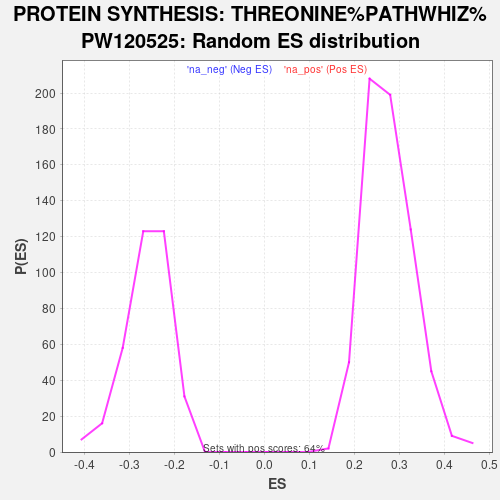 PROTEIN SYNTHESIS: THREONINE%PATHWHIZ%
PW120525: Random ES distribution
'na_neg' (Neg ES) 'na_pos' (Pos ES)
200
180
160
140
120
100
80
60
40
20
0
P(ES)
Sets with pos scores: 64%
-0.4 -0.3 -0.2 -0.1 0.0 0.1 0.2 0.3 0.4 0.5
ES